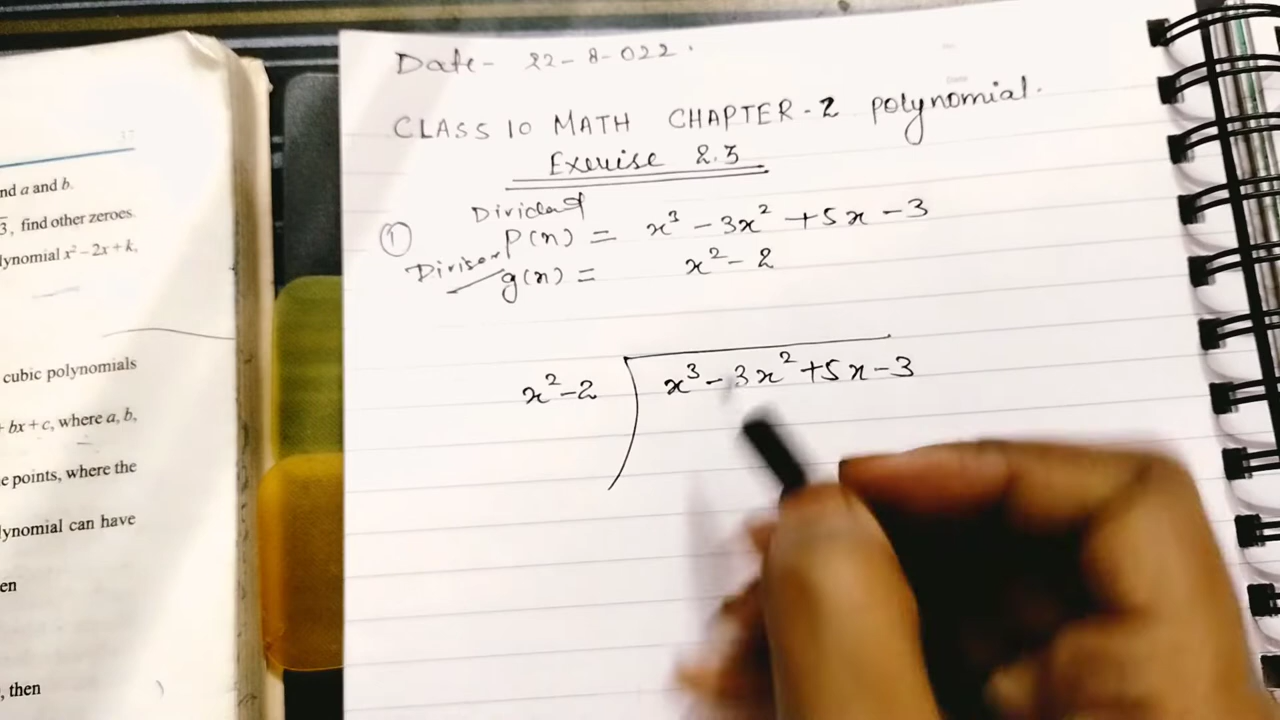 17
nd a and b.
3, find other zeroes.
lynomial x² – 2x + k,
cubic polynomials
+ bx + c, where a, b,
e points, where the
lynomial can have
en
, then
Date - 22-8-022.
CLASS 10 MATH CHAPTER-2 polynomial.
Exercise 2.3
Dividend
① P(x) = x³ - 3x² + 5x - 3
Divisor g(x) = x² - 2
x² - 2 ) x³ - 3x² + 5x - 3